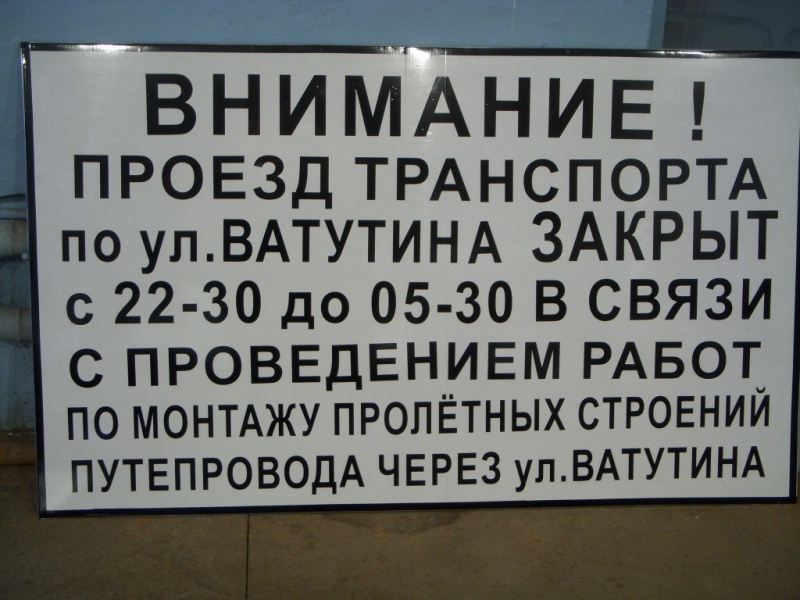 ВНИМАНИЕ !
ПРОЕЗД ТРАНСПОРТА
по ул.ВАТУТИНА ЗАКРЫТ
с 22-30 до 05-30 В СВЯЗИ
С ПРОВЕДЕНИЕМ РАБОТ
ПО МОНТАЖУ ПРОЛЁТНЫХ СТРОЕНИЙ
ПУТЕПРОВОДА ЧЕРЕЗ ул.ВАТУТИНА